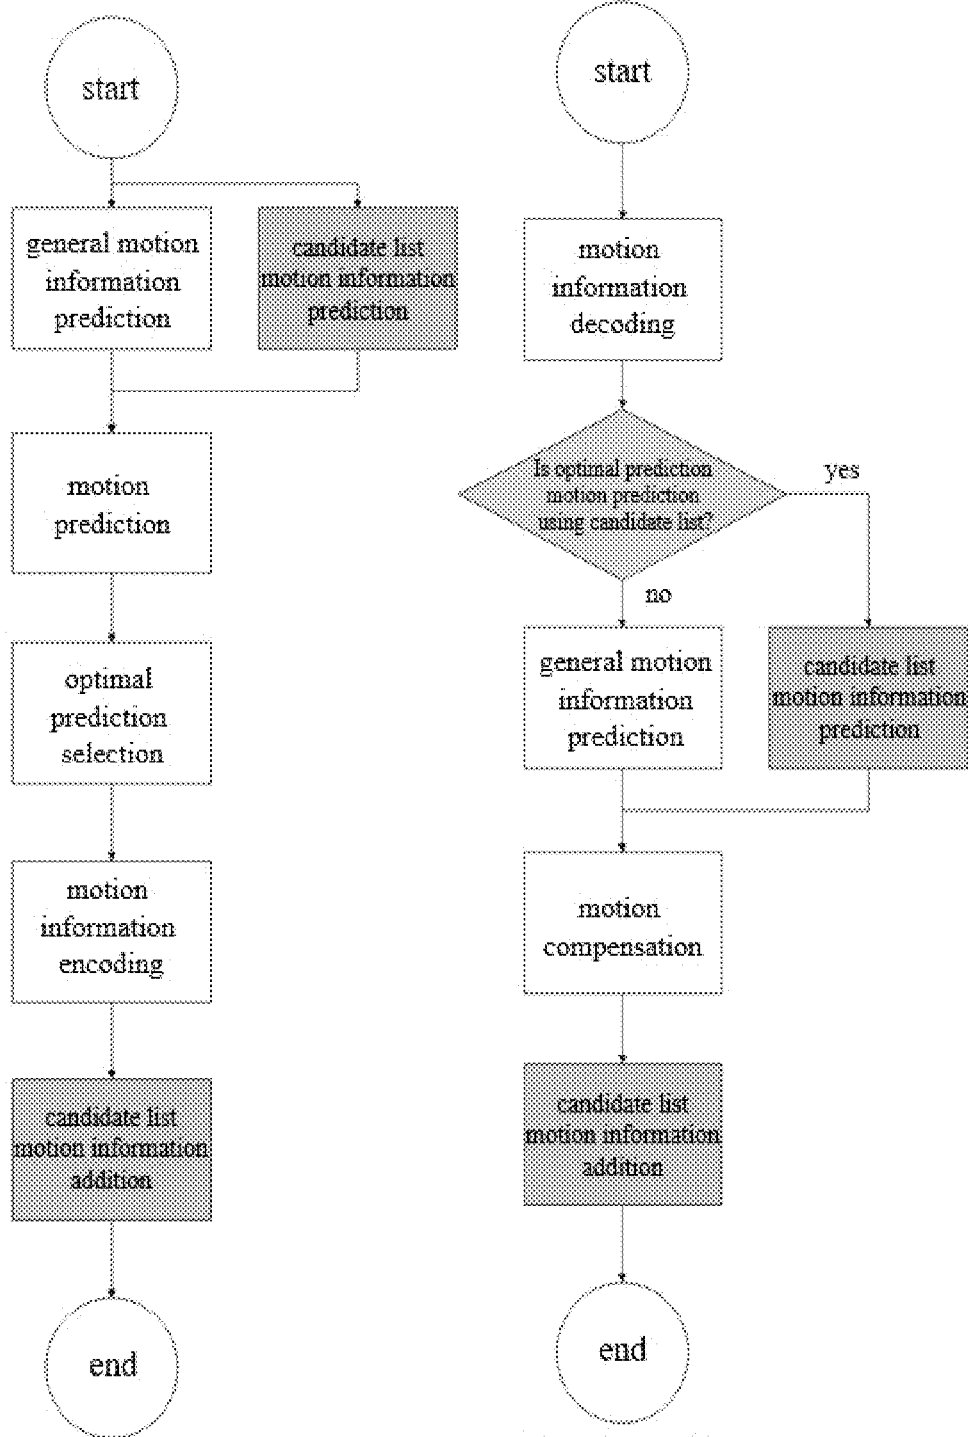 start
general motion
information
prediction
candidate list
motion information
prediction
motion
prediction
optimal
prediction
selection
motion
information
encoding
candidate list
motion information
addition
end
start
motion
information
decoding
Is optimal prediction
motion prediction
using candidate list?
yes
no
general motion
information
prediction
candidate list
motion information
prediction
motion
compensation
candidate list
motion information
addition
end